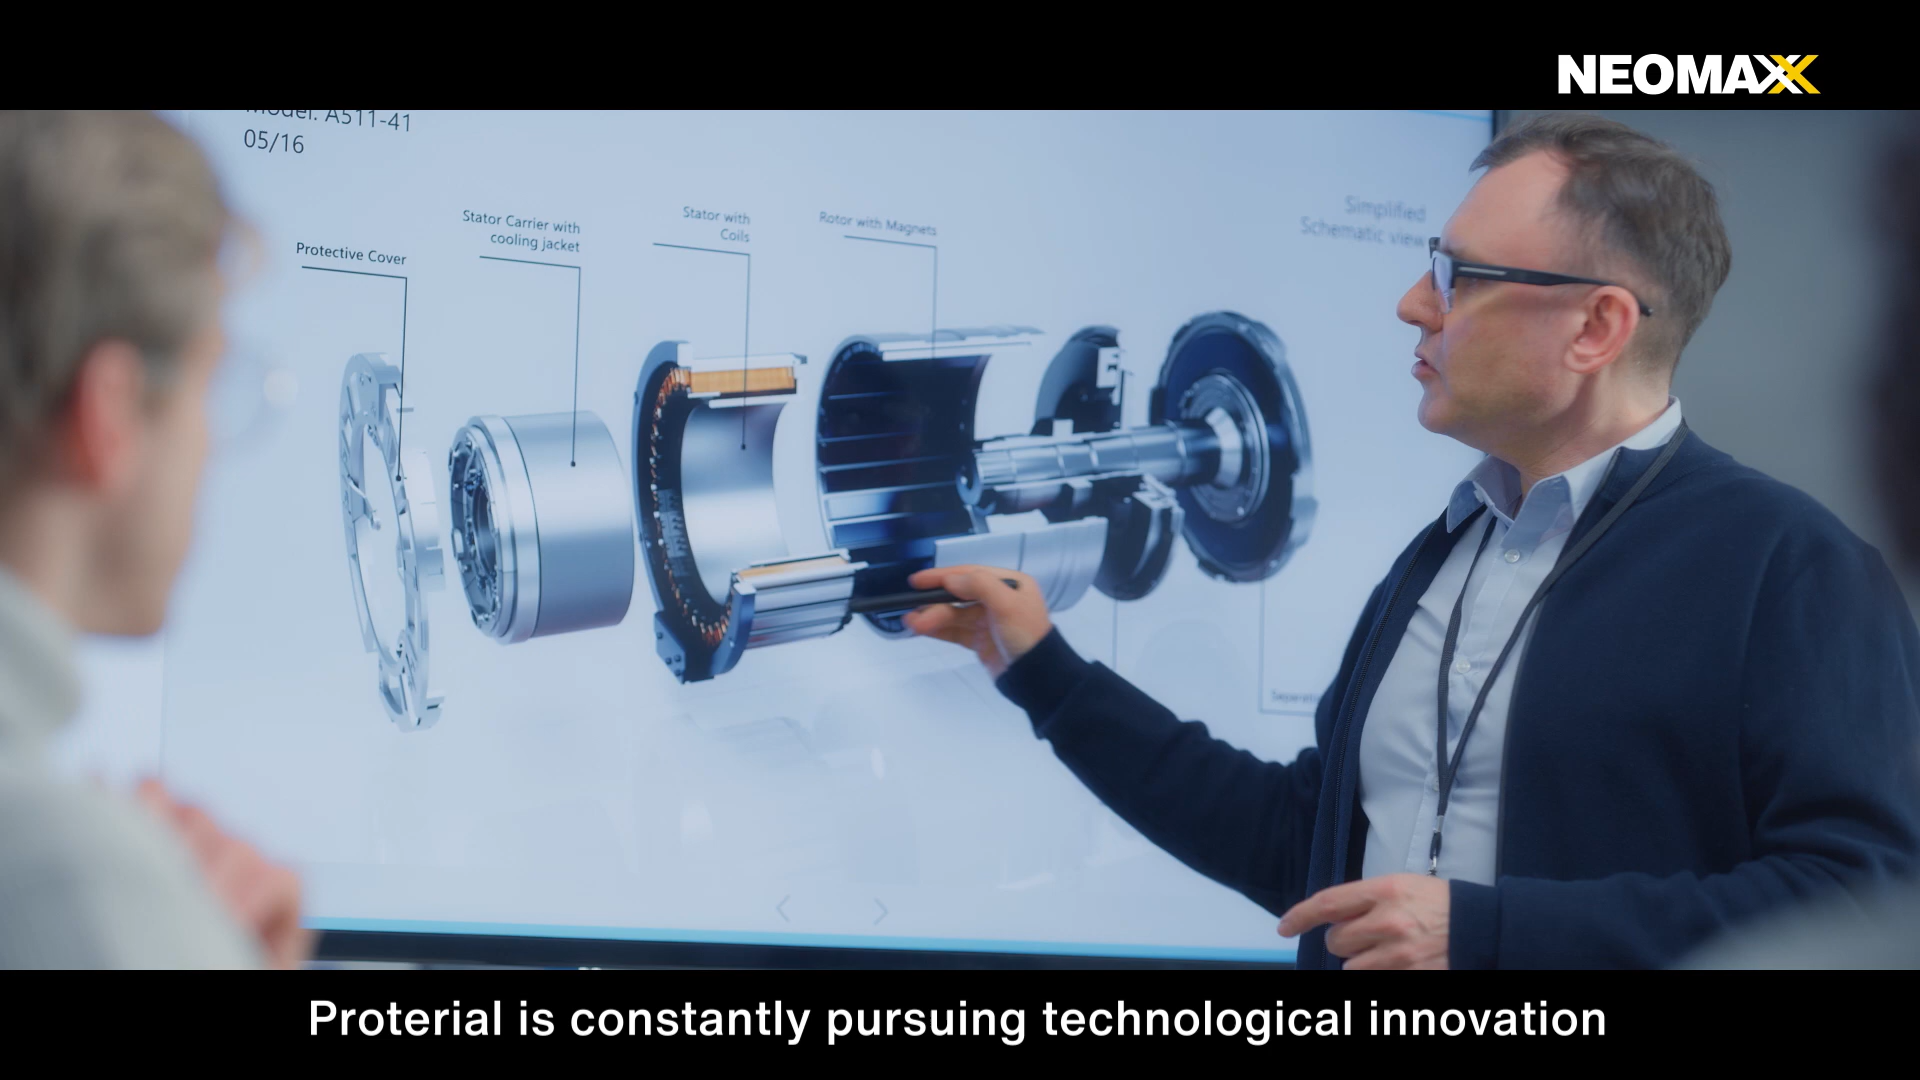 NEOMAXX
Model: A511-41
05/16
Protective Cover
Stator Carrier with
cooling jacket
Stator with
Coils
Rotor with Magnets
Simplified
Schematic view
Proterial is constantly pursuing technological innovation